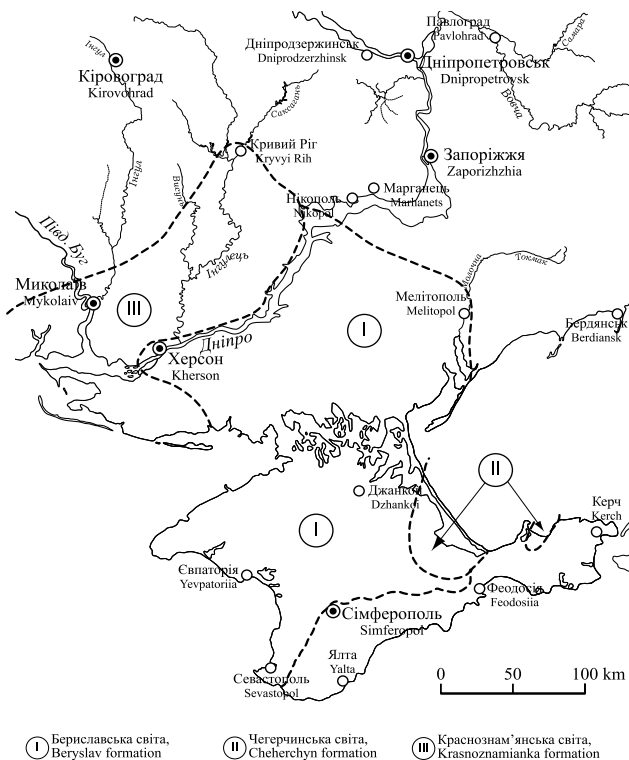 Павлоград
Pavlohrad
Самара
Інгул
Дніпродзержинськ
Dniprodzerzhinsk
Дніпропетровськ
Dnipropetrovsk
Кіровоград
Kirovohrad
Вовча
Саксагань
Кривий Ріг
Kryvyi Rih
Запоріжжя
Zaporizhzhia
Інгул
Висунь
Марганець
Marhanets
Нікополь
Nikopol
Півд. Буг
Інгулець
Молочна
Токмак
Миколаїв
Mykolaiv
III
I
Мелітополь
Melitopol
Бердянськ
Berdiansk
Дніпро
Херсон
Kherson
II
Джанкой
Dzhankoi
Керч
Kerch
I
Євпаторія
Yevpatoriia
Феодосія
Feodosiia
Сімферополь
Simferopol
Ялта
Yalta
Севастополь
Sevastopol
0 50 100 km
I Бериславська світа,
Beryslav formation
II Чегерчинська світа,
Cheherchyn formation
III Краснознам’янська світа,
Krasnoznamianka formation